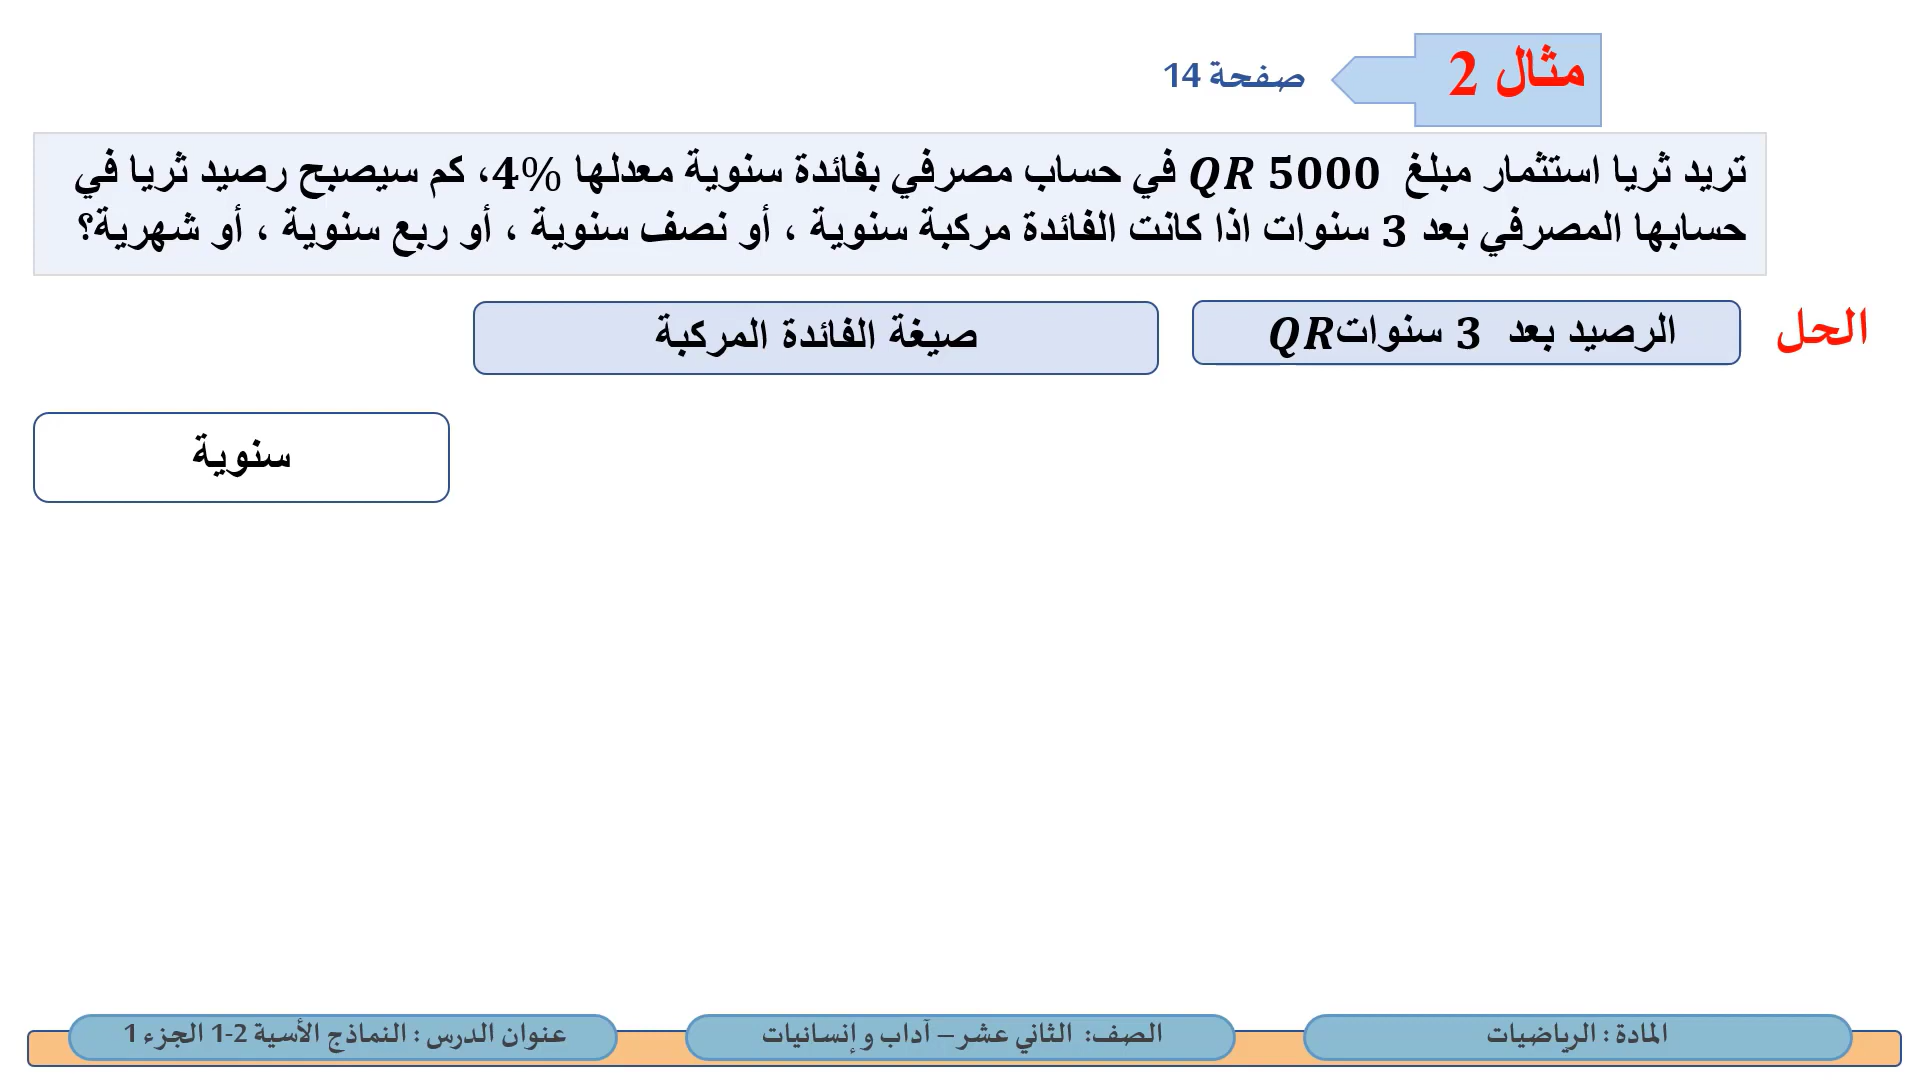 مثال 2
صفحة 14
تريد ثريا استثمار مبلغ QR 5000 في حساب مصرفي بفائدة سنوية معدلها 4%، كم سيصبح رصيد ثريا في
حسابها المصرفي بعد 3 سنوات اذا كانت الفائدة مركبة سنوية ، أو نصف سنوية ، أو ربع سنوية ، أو شهرية؟
الحل
الرصيد بعد 3 سنوات QR
صيغة الفائدة المركبة
سنوية
المادة : الرياضيات
الصف: الثاني عشر – آداب و إنسانيات
عنوان الدرس : النماذج الأسية 2-1 الجزء 1